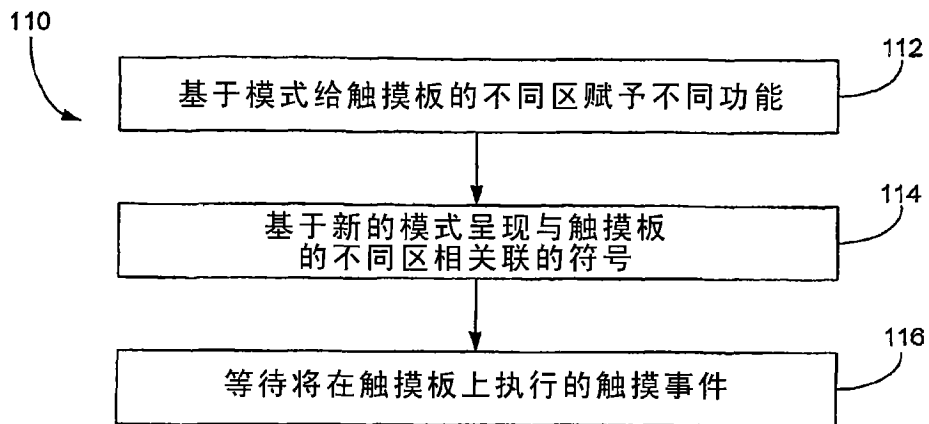 110
112
基于模式给触摸板的不同区赋予不同功能
114
基于新的模式呈现与触摸板
的不同区相关联的符号
116
等待将在触摸板上执行的触摸事件